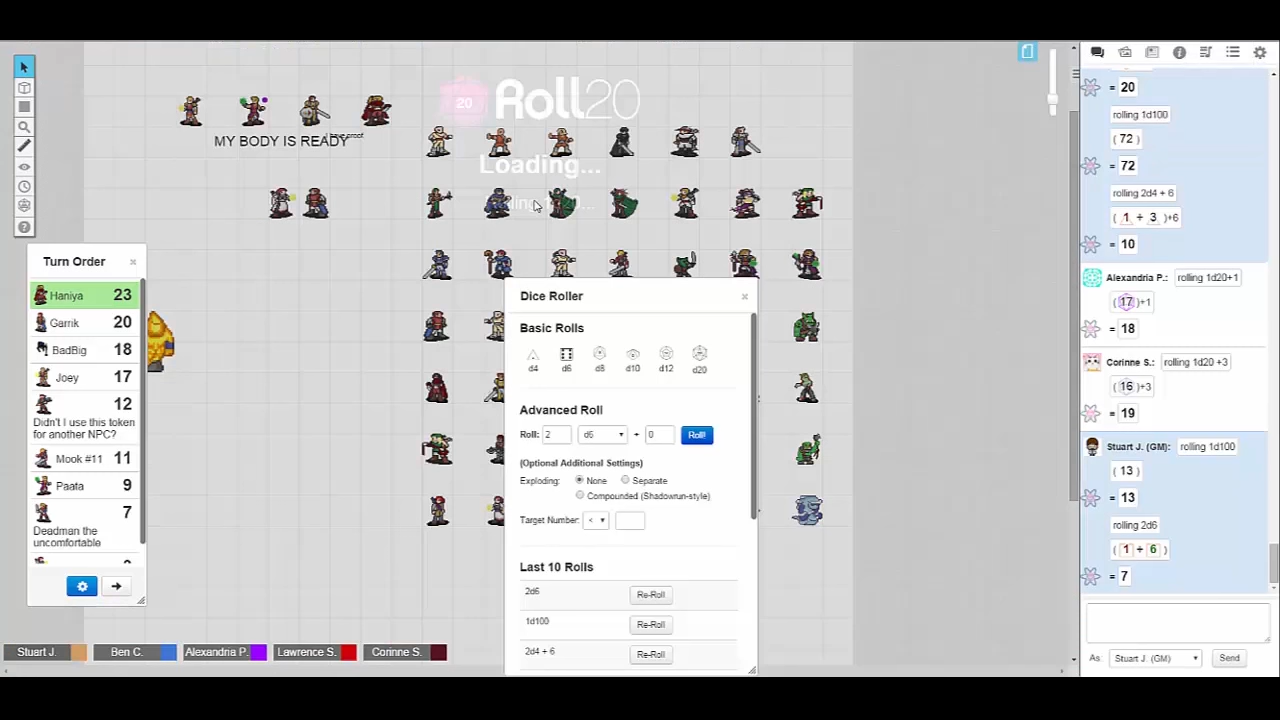 20 Roll20
Loading...
MY BODY IS READY
Turn Order
Haniya 23
Garrik 20
BadBig 18
Joey 17
12
Didn't I use this token
for another NPC?
Mook #11 11
Paata 9
7
Deadman the
uncomfortable
Dice Roller
Basic Rolls
d4 d6 d8 d10 d12 d20
Advanced Roll
Roll: 2 d6 + 0 Roll!
(Optional Additional Settings)
Exploding: None Separate
Compounded (Shadowrun-style)
Target Number: <
Last 10 Rolls
2d6 Re-Roll
1d100 Re-Roll
2d4 + 6 Re-Roll
Stuart J. Ben C. Alexandria P. Lawrence S. Corinne S.
= 20
rolling 1d100
( 72 )
= 72
rolling 2d4 + 6
( 1 + 3 )+6
= 10
Alexandria P.: rolling 1d20+1
( 17 )+1
= 18
Corinne S.: rolling 1d20 +3
( 16 )+3
= 19
Stuart J. (GM): rolling 1d100
( 13 )
= 13
rolling 2d6
( 1 + 6 )
= 7
As: Stuart J. (GM) Send